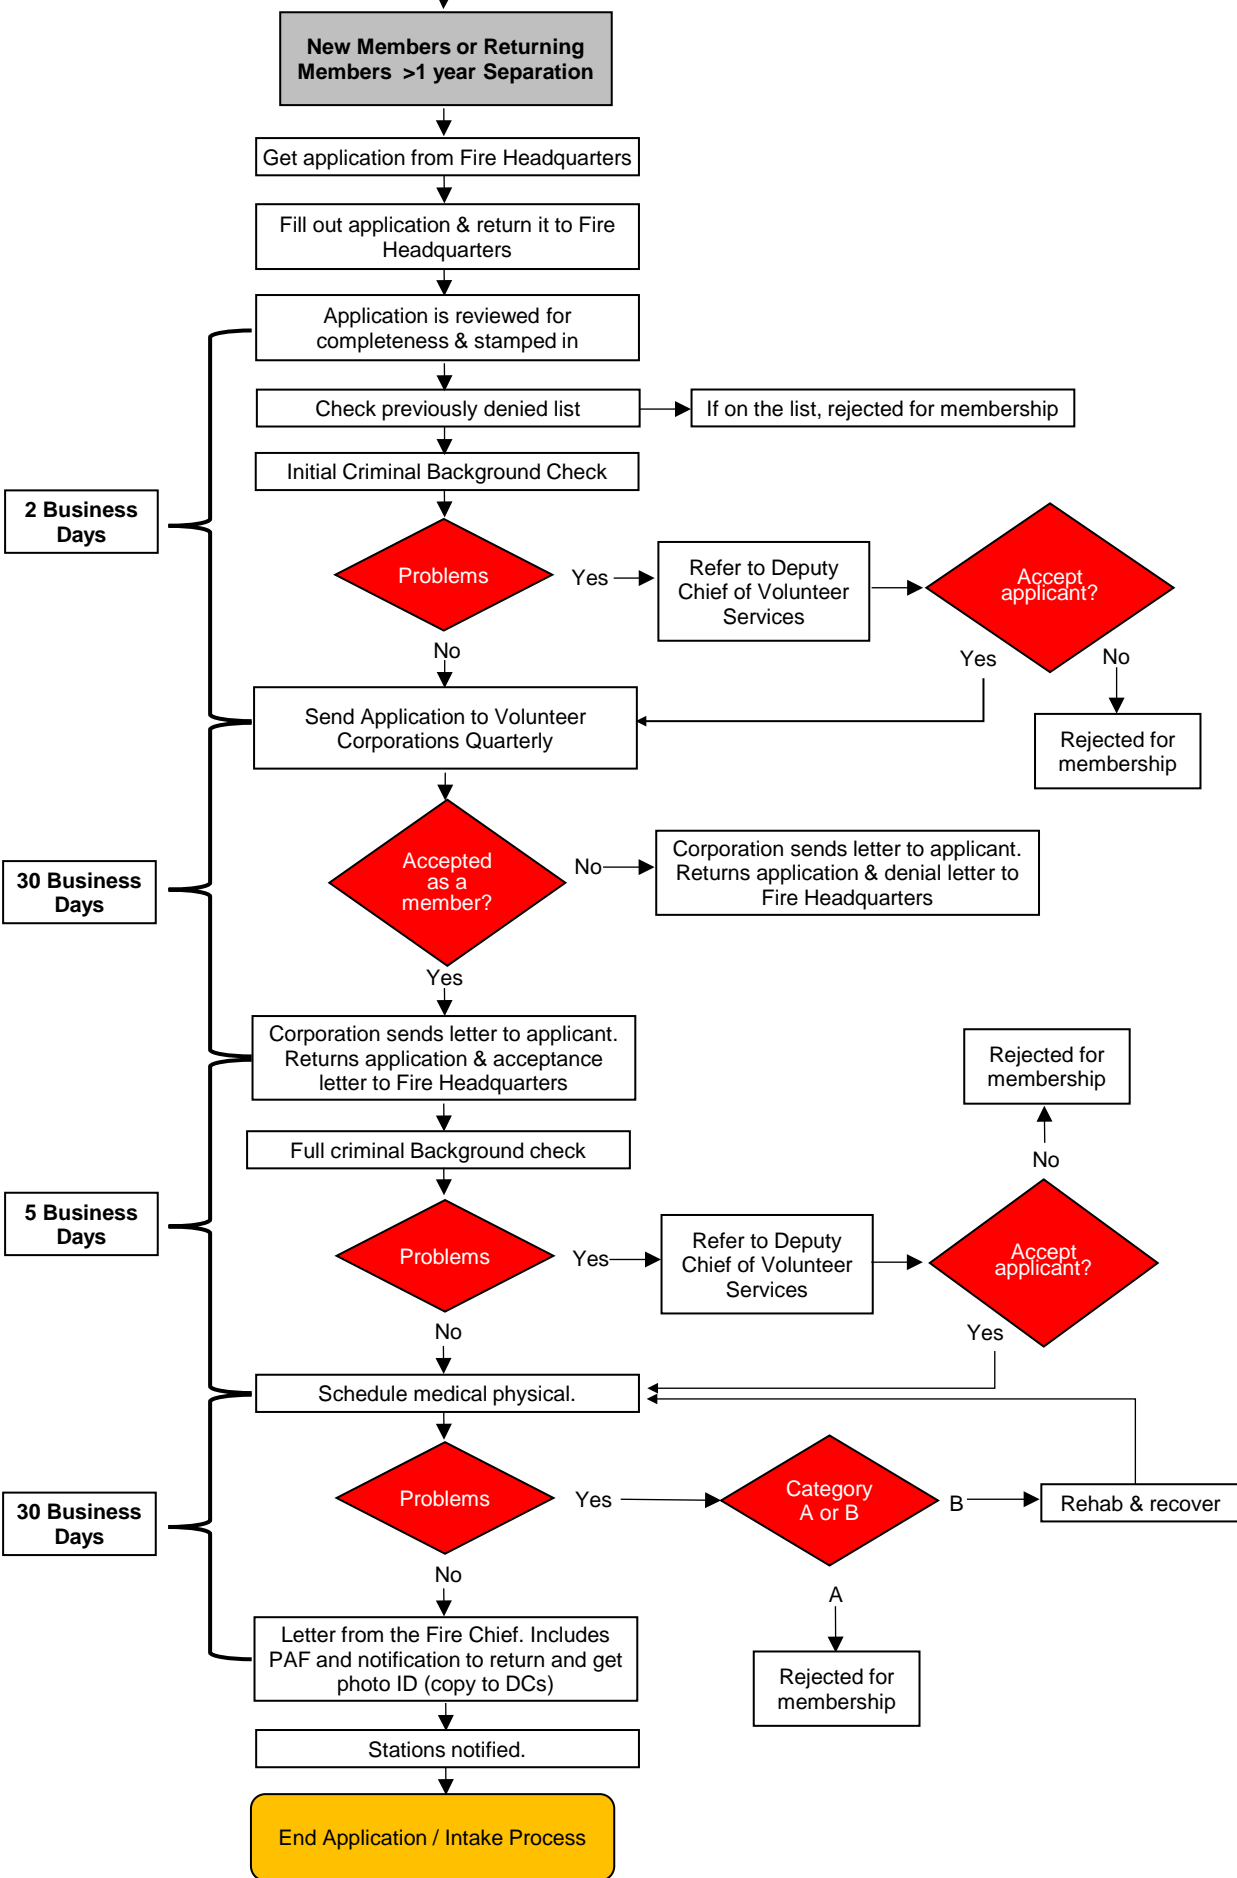 New Members or Returning
Members >1 year Separation
Get application from Fire Headquarters
Fill out application & return it to Fire
Headquarters
Application is reviewed for
completeness & stamped in
Check previously denied list
If on the list, rejected for membership
Initial Criminal Background Check
2 Business
Days
Problems
Yes
Refer to Deputy
Chief of Volunteer
Services
Accept
applicant?
No
Yes
No
Send Application to Volunteer
Corporations Quarterly
Rejected for
membership
30 Business
Days
Accepted
as a
member?
No
Corporation sends letter to applicant.
Returns application & denial letter to
Fire Headquarters
Yes
Corporation sends letter to applicant.
Returns application & acceptance
letter to Fire Headquarters
Rejected for
membership
Full criminal Background check
No
5 Business
Days
Problems
Yes
Refer to Deputy
Chief of Volunteer
Services
Accept
applicant?
No
Yes
Schedule medical physical.
30 Business
Days
Problems
Yes
Category
A or B
B
Rehab & recover
No
A
Letter from the Fire Chief. Includes
PAF and notification to return and get
photo ID (copy to DCs)
Rejected for
membership
Stations notified.
End Application / Intake Process